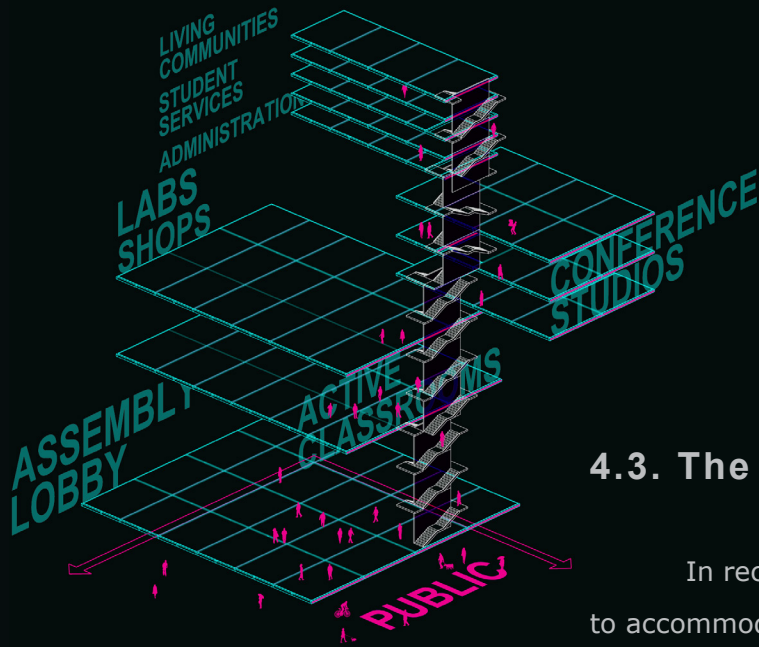 LIVING
COMMUNITIES
STUDENT
SERVICES
ADMINISTRATION
LABS
SHOPS
CONFERENCE
STUDIOS
ACTIVE
CLASSROOMS
ASSEMBLY
LOBBY
PUBLIC
4.3. The
In rec
to accommod